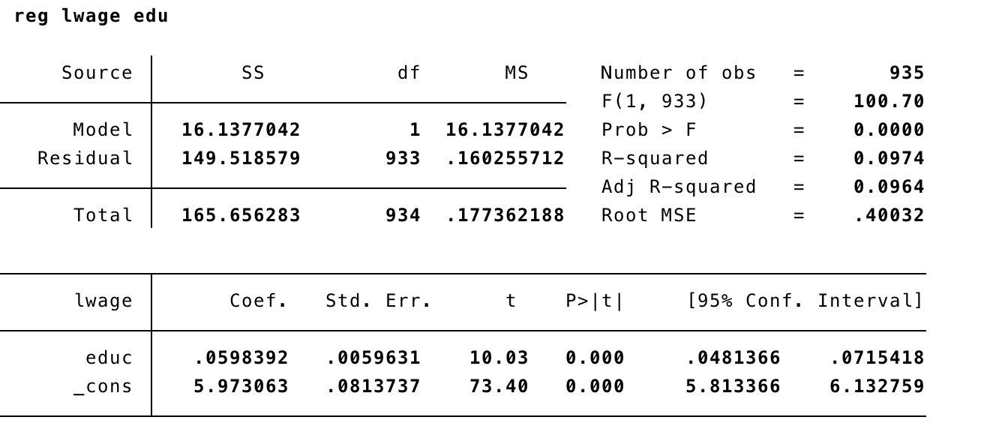 reg lwage edu
Source SS df MS Number of obs = 935
F(1, 933) = 100.70
Model 16.1377042 1 16.1377042 Prob > F = 0.0000
Residual 149.518579 933 .160255712 R−squared = 0.0974
Adj R−squared = 0.0964
Total 165.656283 934 .177362188 Root MSE = .40032
lwage Coef. Std. Err. t P>|t| [95% Conf. Interval]
educ .0598392 .0059631 10.03 0.000 .0481366 .0715418
_cons 5.973063 .0813737 73.40 0.000 5.813366 6.132759